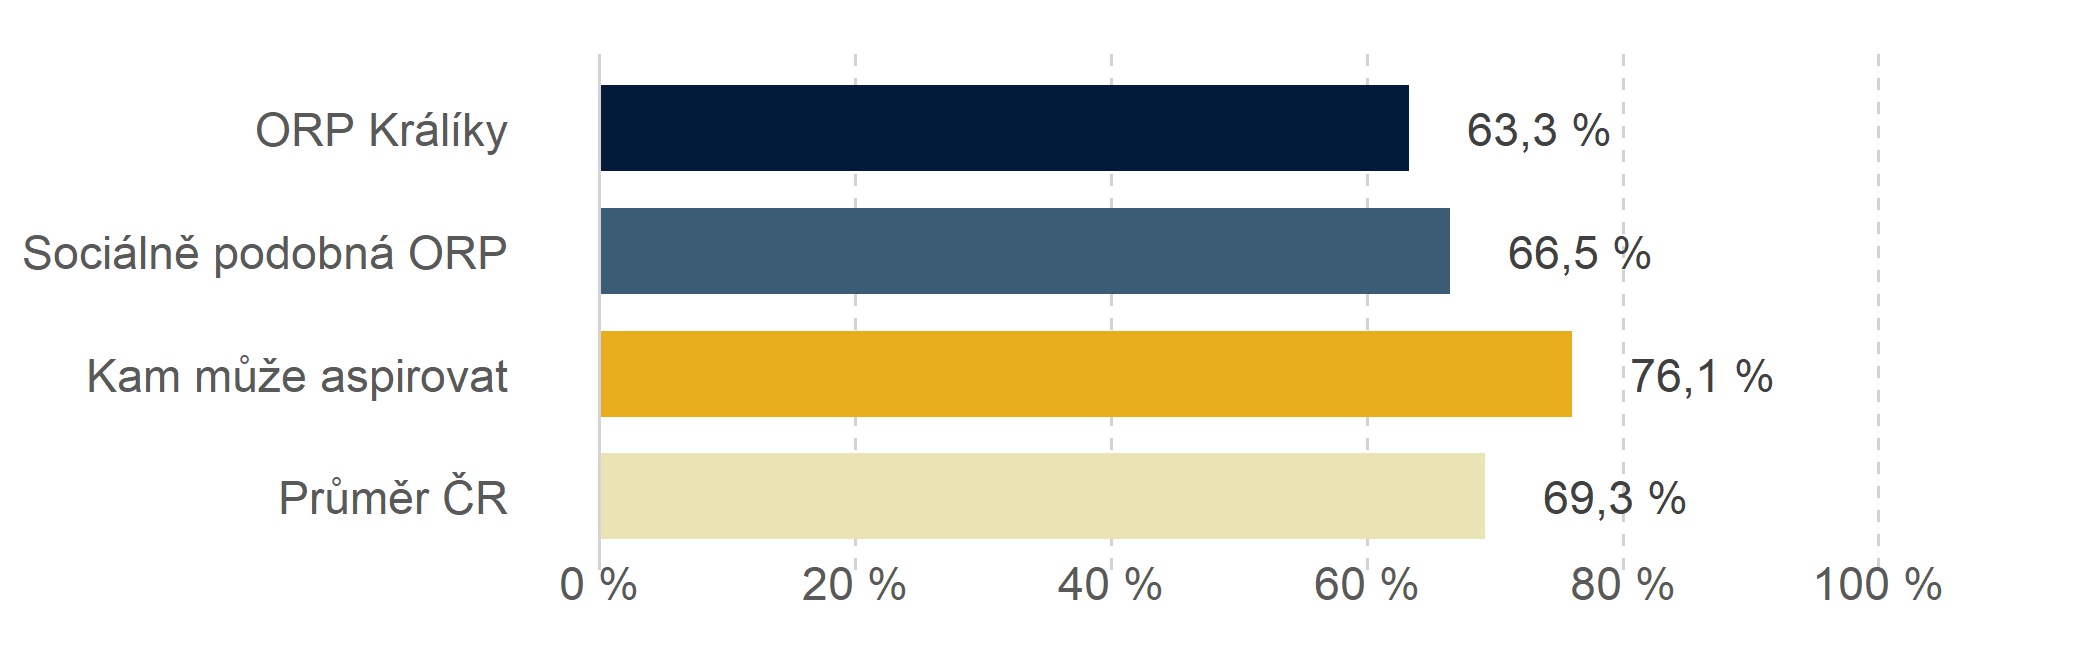 ORP Králíky 63,3 %
Sociálně podobná ORP 66,5 %
Kam může aspirovat 76,1 %
Průměr ČR 69,3 %
0 % 20 % 40 % 60 % 80 % 100 %